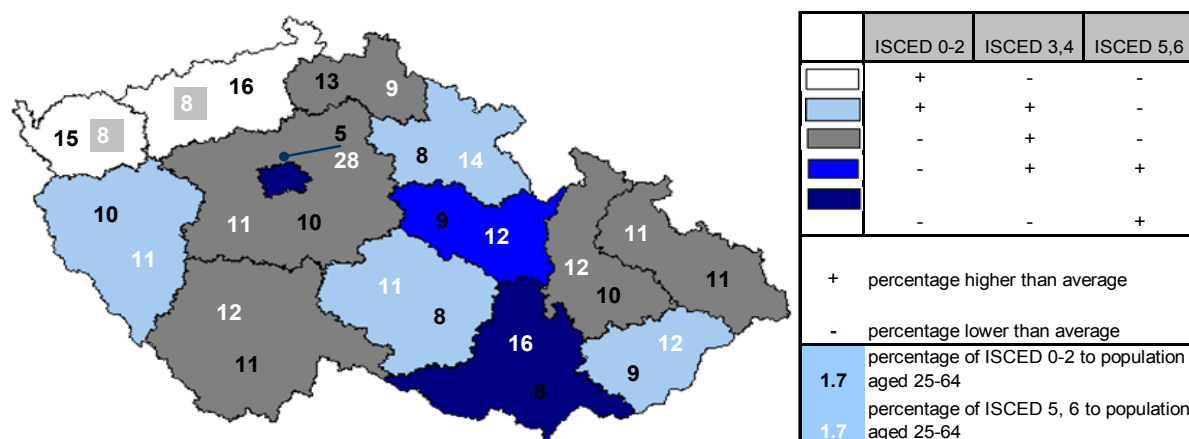 ISCED 0-2 ISCED 3,4 ISCED 5,6
+ - -
+ + -
- + -
- + +
- - +
+ percentage higher than average
- percentage lower than average
1.7 percentage of ISCED 0-2 to population
aged 25-64
1.7 percentage of ISCED 5, 6 to population
aged 25-64
16
8
13
9
15
8
5
28
8
14
10
11
11
10
9
12
11
12
10
11
12
11
11
8
16
8
12
9